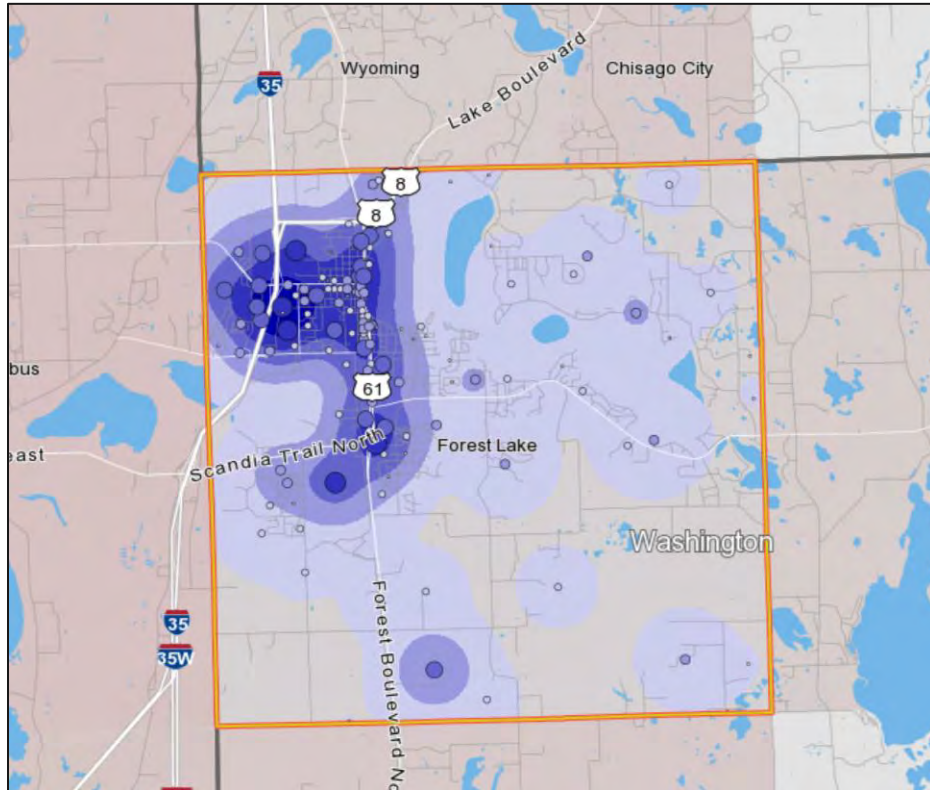 Wyoming
Chisago City
35
Lake Boulevard
8
8
bus
61
east
Scandia Trail North
Forest Lake
Washington
35
35W
Forest Boulevard No